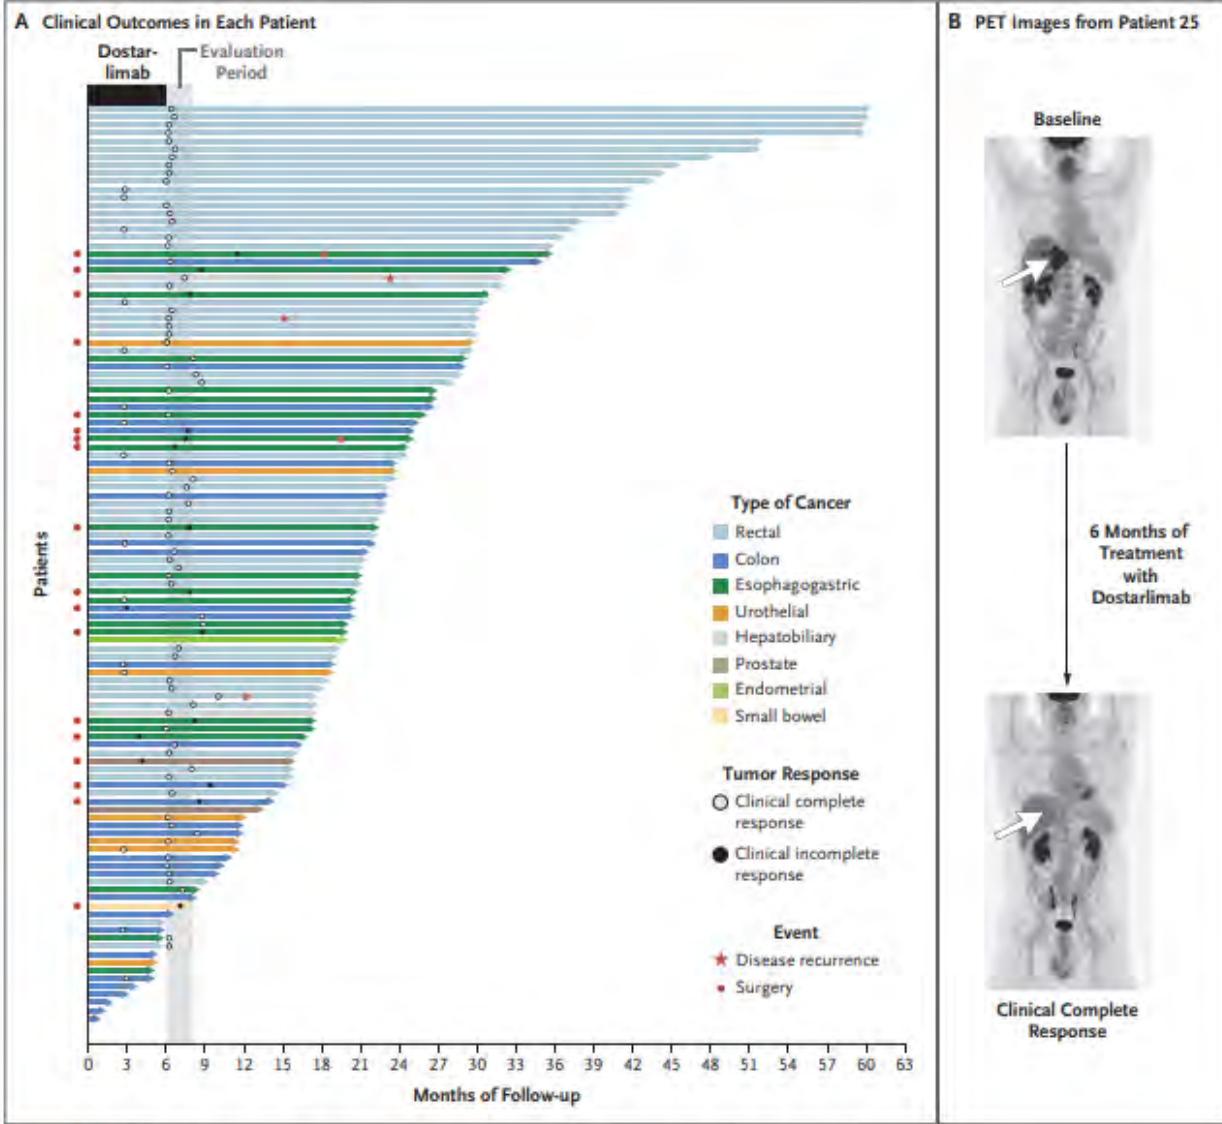 A Clinical Outcomes in Each Patient
Dostar-
limab
Evaluation
Period
Patients
Type of Cancer
Rectal
Colon
Esophagogastric
Urothelial
Hepatobiliary
Prostate
Endometrial
Small bowel
Tumor Response
Clinical complete
response
Clinical incomplete
response
Event
Disease recurrence
Surgery
0 3 6 9 12 15 18 21 24 27 30 33 36 39 42 45 48 51 54 57 60 63
Months of Follow-up
B PET Images from Patient 25
Baseline
6 Months of
Treatment
with
Dostarlimab
Clinical Complete
Response